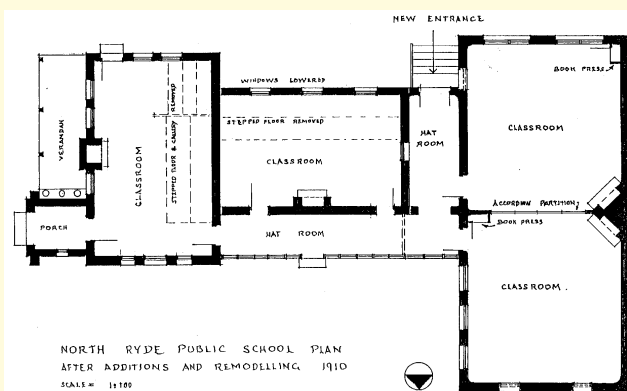 NEW ENTRANCE
BOOK PRESS
WINDOWS LOWERED
VERANDAH
CLASSROOM
STEPPED FLOOR & GALLERY REMOVED
STEPPED FLOOR REMOVED
CLASSROOM
HAT
ROOM
CLASSROOM
PORCH
HAT ROOM
ACCORDION PARTITION
BOOK PRESS
CLASSROOM.
NORTH RYDE PUBLIC SCHOOL PLAN
AFTER ADDITIONS AND REMODELLING 1910
SCALE = 1:100